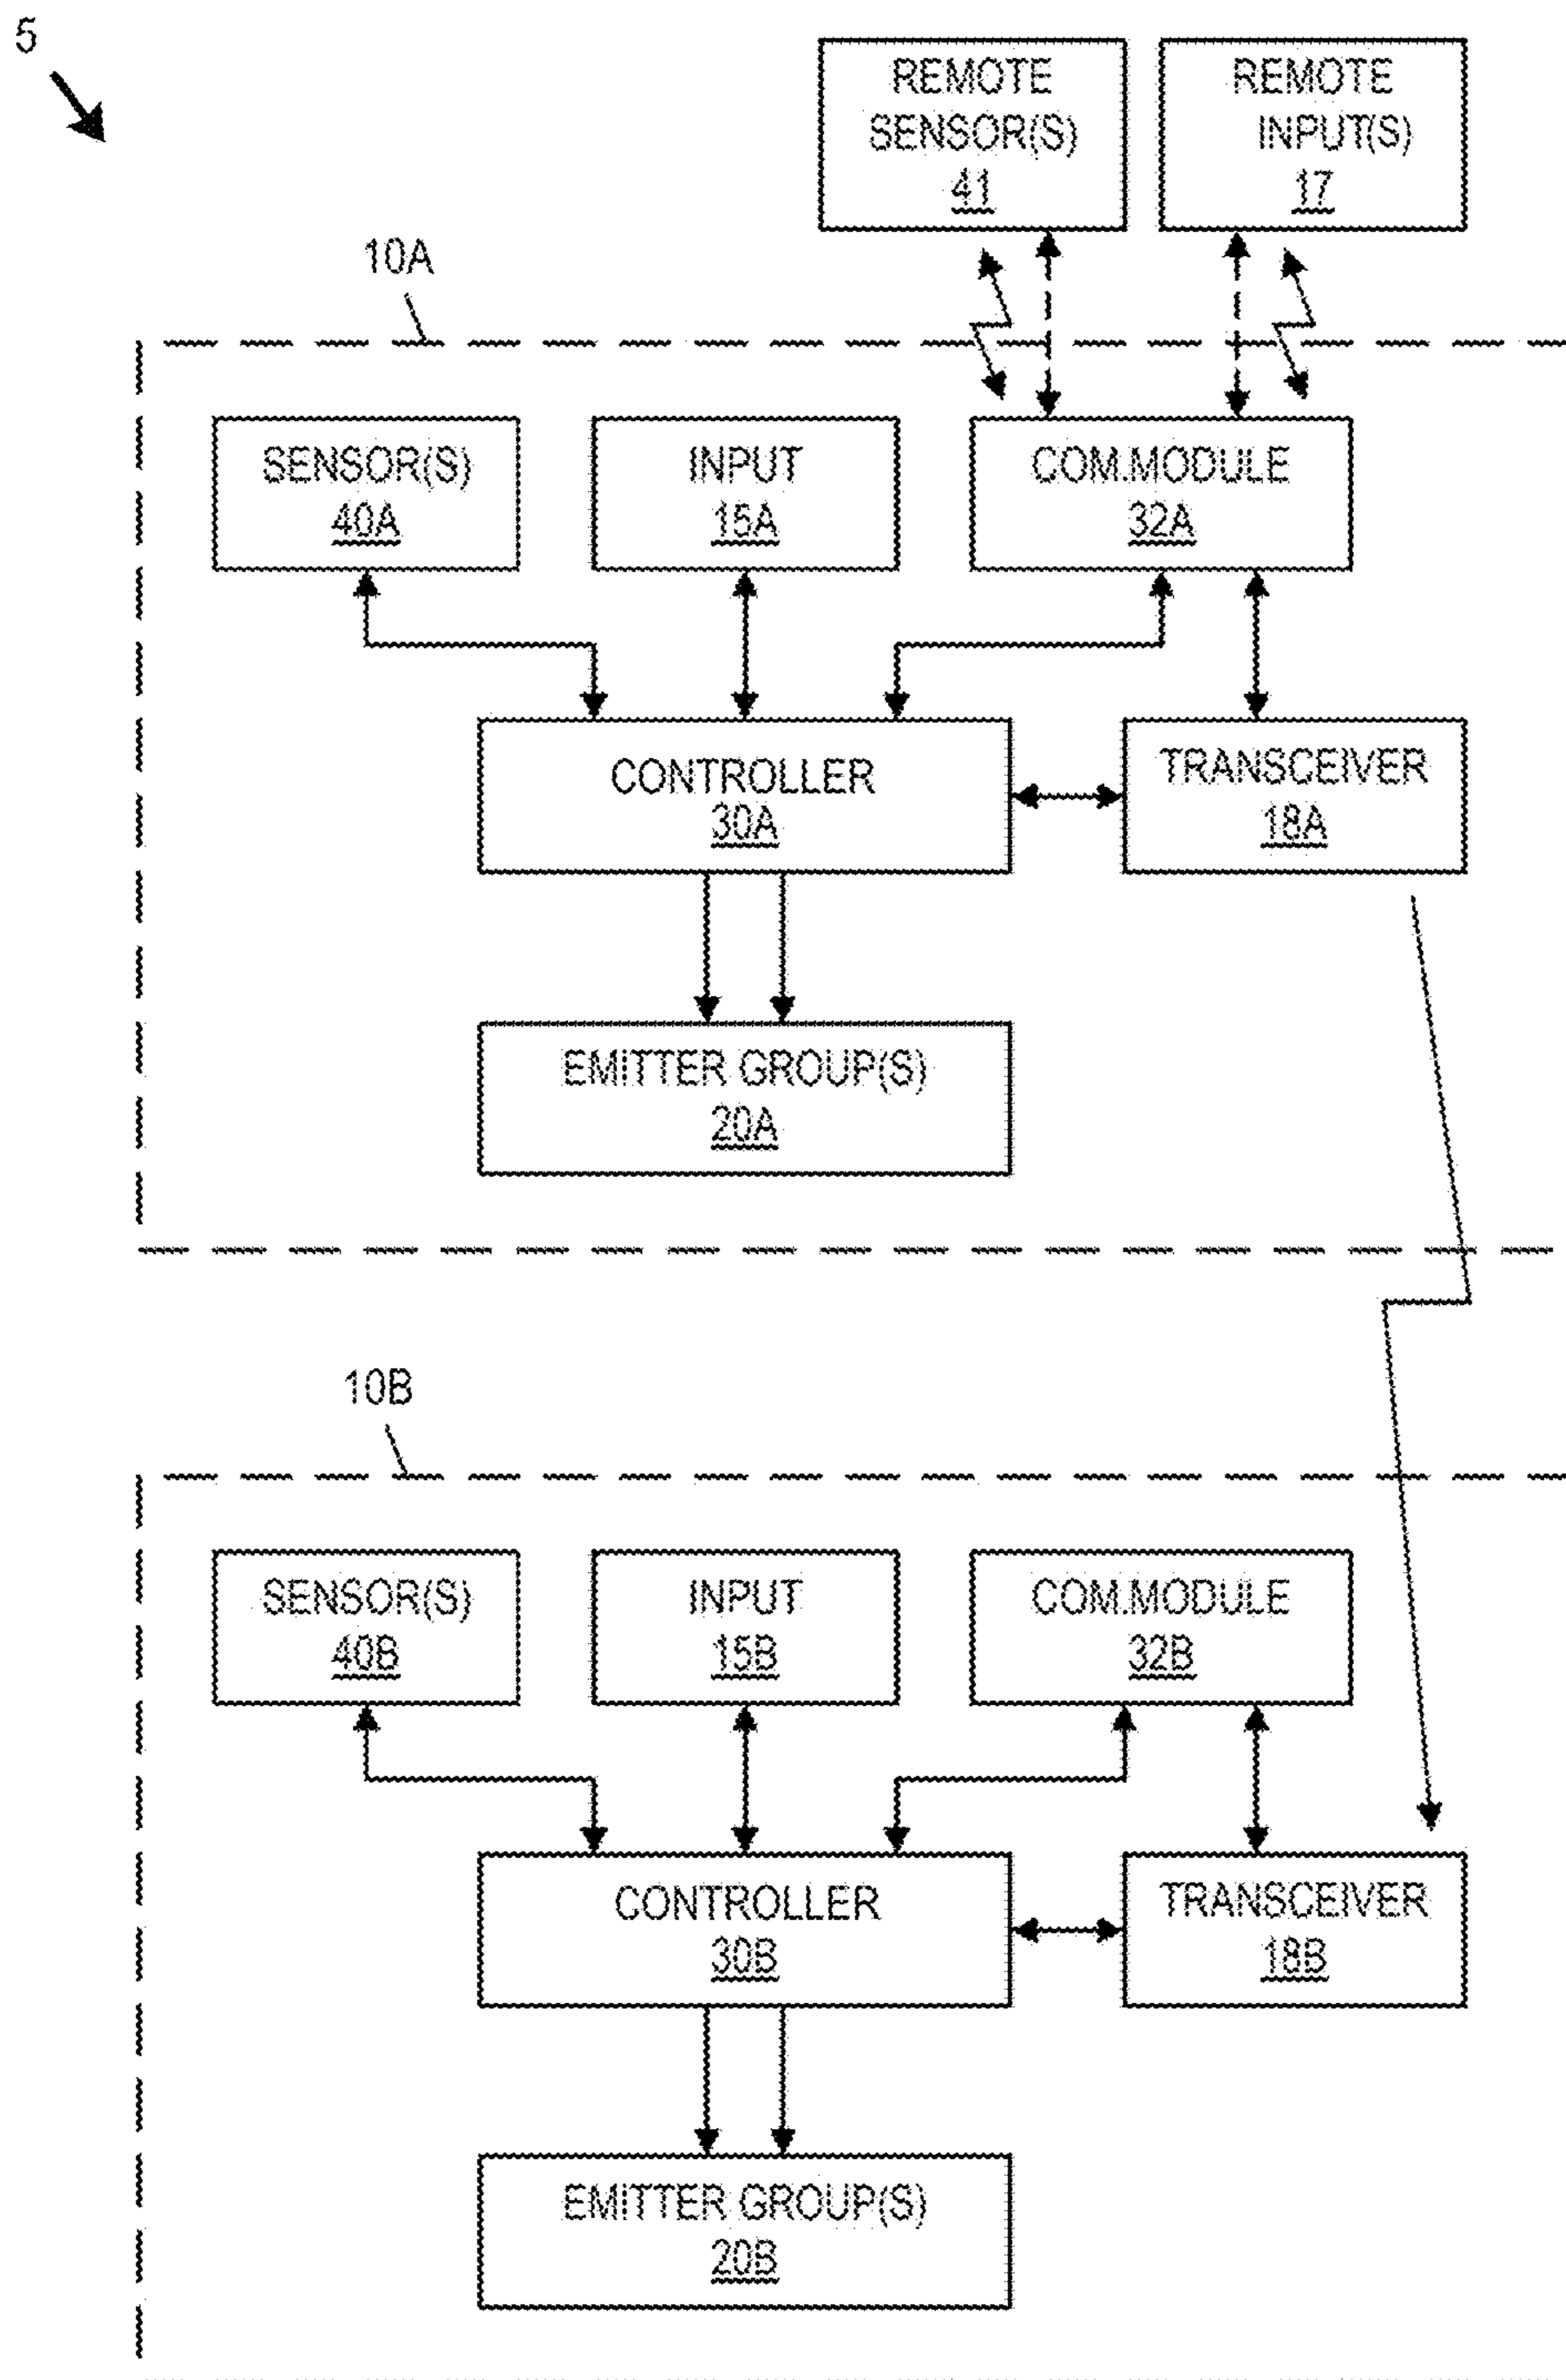 5
REMOTE
SENSOR(S)
41
REMOTE
INPUT(S)
17
10A
SENSOR(S)
40A
INPUT
15A
COM.MODULE
32A
CONTROLLER
30A
TRANSCEIVER
18A
EMITTER GROUP(S)
20A
10B
SENSOR(S)
40B
INPUT
15B
COM.MODULE
32B
CONTROLLER
30B
TRANSCEIVER
18B
EMITTER GROUP(S)
20B